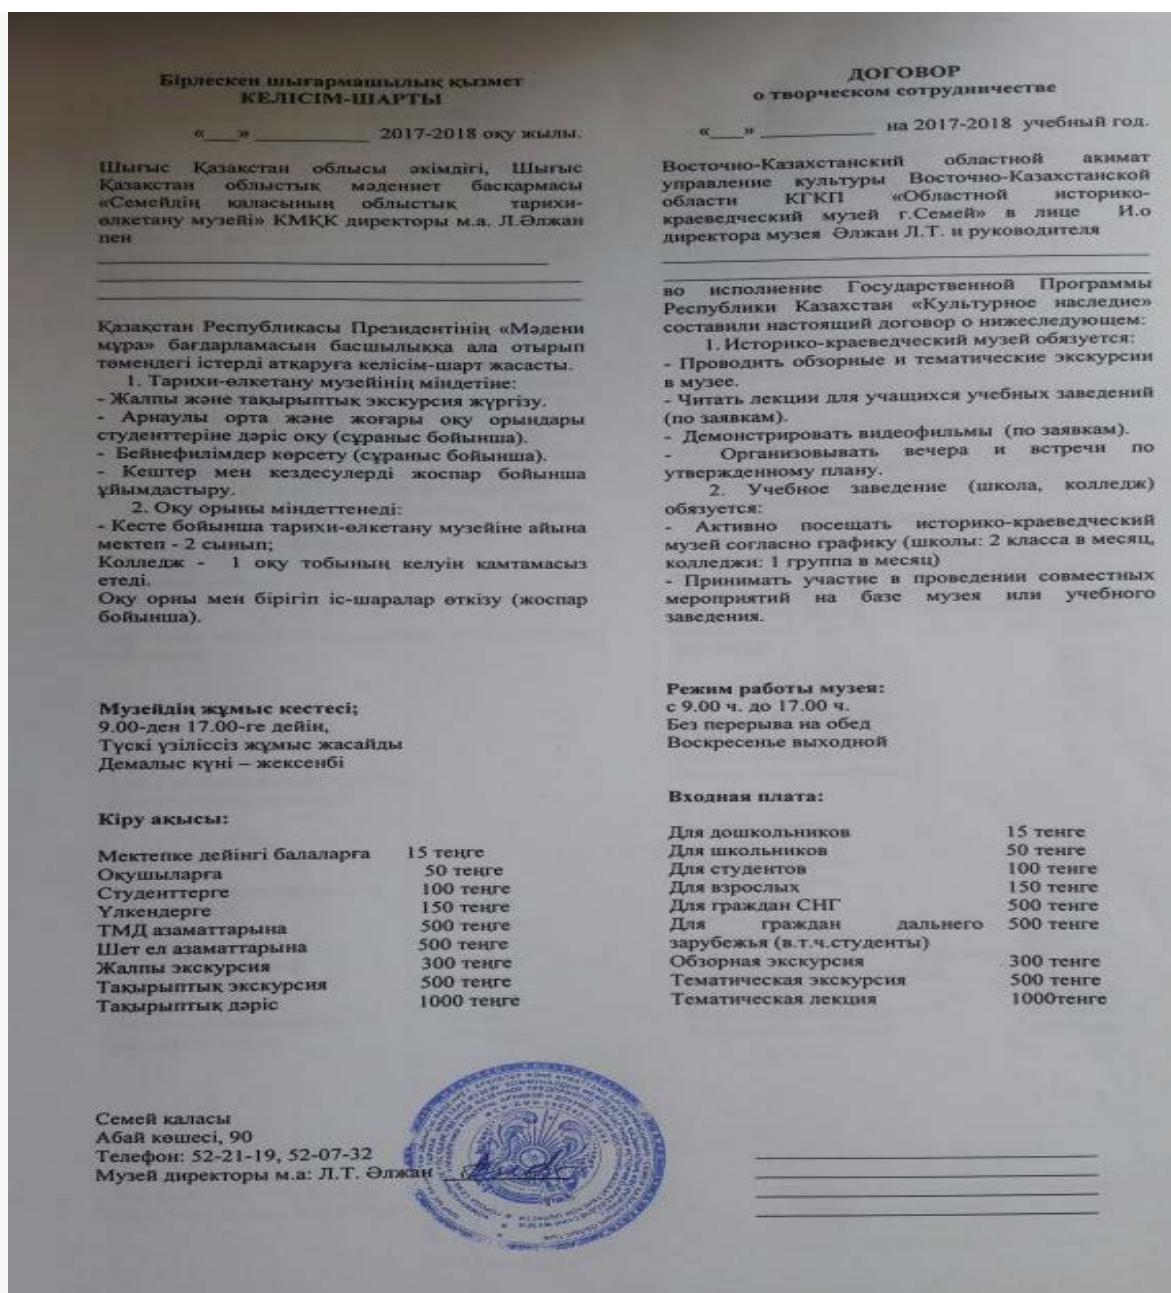 Бірлескен шығармашылық қызмет
КЕЛІСІМ-ШАРТЫ
«___» __________ 2017-2018 оқу жылы.
Шығыс Қазақстан облысы әкімдігі, Шығыс
Қазақстан облыстық мәдениет басқармасы
«Семейдің қаласының облыстық тарихи-
өлкетану музейі» КМҚК директоры м.а. Л.Әлжан
пен
Қазақстан Республикасы Президентінің «Мәдени
мұра» бағдарламасын басшылыққа ала отырып
төмендегі істерді атқаруға келісім-шарт жасасты.
1. Тарихи-өлкетану музейінің міндетіне:
- Жалпы және тақырыптық экскурсия жүргізу.
- Арнаулы орта және жоғары оқу орындары
студенттеріне дәріс оқу (сұраныс бойынша).
- Бейнефилімдер көрсету (сұраныс бойынша).
- Кештер мен кездесулерді жоспар бойынша
ұйымдастыру.
2. Оқу орыны міндеттенеді:
- Кесте бойынша тарихи-өлкетану музейіне айына
мектеп - 2 сынып;
Колледж - 1 оқу тобының келуін қамтамасыз
етеді.
Оқу орны мен бірігіп іс-шаралар өткізу (жоспар
бойынша).
Музейдің жұмыс кестесі;
9.00-ден 17.00-ге дейін,
Түскі үзіліссіз жұмыс жасайды
Демалыс күні – жексенбі
Кіру ақысы:
Мектепке дейінгі балаларға 15 теңге
Оқушыларға 50 теңге
Студенттерге 100 теңге
Үлкендерге 150 теңге
ТМД азаматтарына 500 теңге
Шет ел азаматтарына 500 теңге
Жалпы экскурсия 300 теңге
Тақырыптық экскурсия 500 теңге
Тақырыптық дәріс 1000 теңге
Семей қаласы
Абай көшесі, 90
Телефон: 52-21-19, 52-07-32
Музей директоры м.а: Л.Т. Әлжан
ДОГОВОР
о творческом сотрудничестве
«___» __________ на 2017-2018 учебный год.
Восточно-Казахстанский областной акимат
управление культуры Восточно-Казахстанской
области КГКП «Областной историко-
краеведческий музей г.Семей» в лице И.о
директора музея Әлжан Л.Т. и руководителя
во исполнение Государственной Программы
Республики Казахстан «Культурное наследие»
составили настоящий договор о нижеследующем:
1. Историко-краеведческий музей обязуется:
- Проводить обзорные и тематические экскурсии
в музее.
- Читать лекции для учащихся учебных заведений
(по заявкам).
- Демонстрировать видеофильмы (по заявкам).
- Организовывать вечера и встречи по
утвержденному плану.
2. Учебное заведение (школа, колледж)
обязуется:
- Активно посещать историко-краеведческий
музей согласно графику (школы: 2 класса в месяц,
колледжи: 1 группа в месяц)
- Принимать участие в проведении совместных
мероприятий на базе музея или учебного
заведения.
Режим работы музея:
с 9.00 ч. до 17.00 ч.
Без перерыва на обед
Воскресенье выходной
Входная плата:
Для дошкольников 15 тенге
Для школьников 50 тенге
Для студентов 100 тенге
Для взрослых 150 тенге
Для граждан СНГ 500 тенге
Для граждан дальнего 500 тенге
зарубежья (в.т.ч.студенты)
Обзорная экскурсия 300 тенге
Тематическая экскурсия 500 тенге
Тематическая лекция 1000тенге